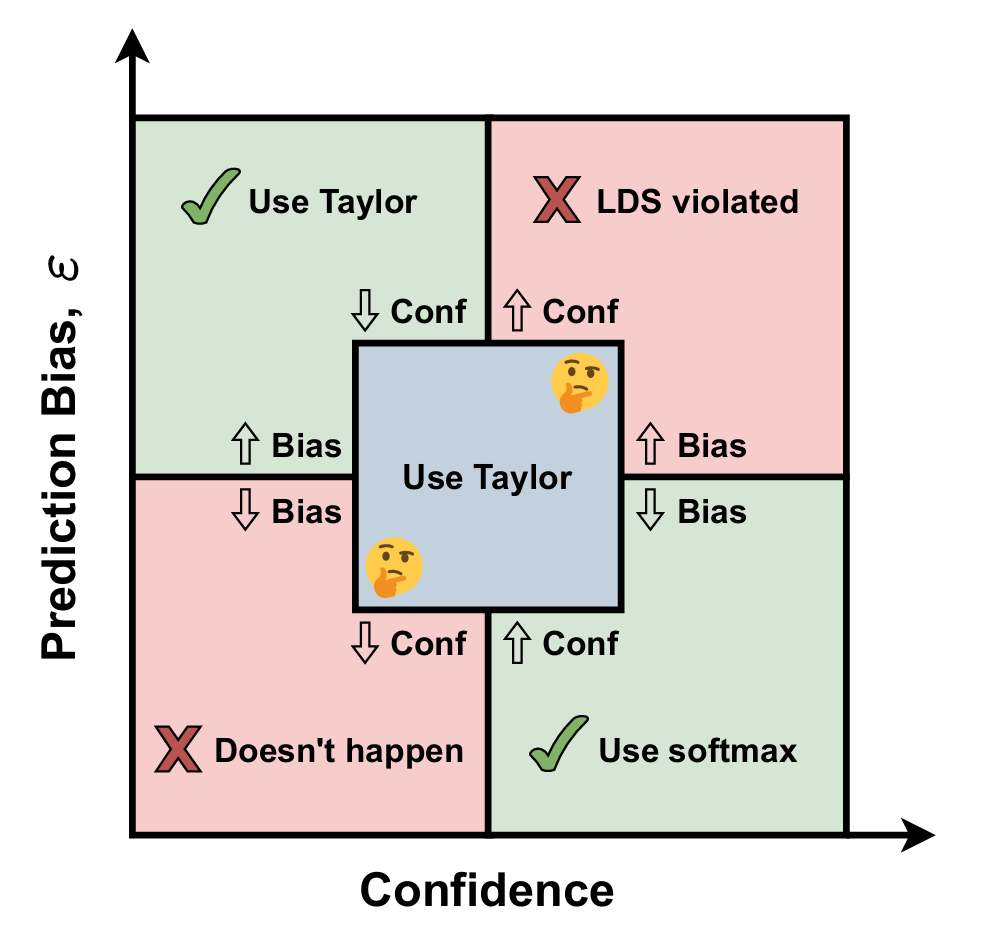 Use Taylor
LDS violated
Conf
Conf
Bias
Bias
Use Taylor
Bias
Bias
Conf
Conf
Doesn't happen
Use softmax
Prediction Bias, ε
Confidence